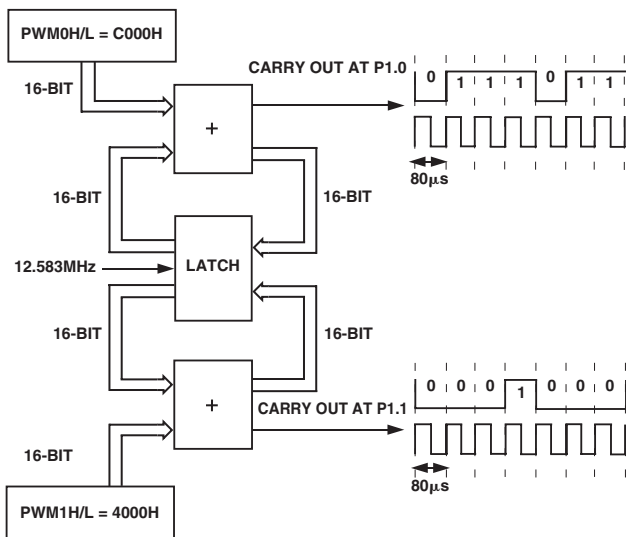 PWM0H/L = C000H
16-BIT
+
CARRY OUT AT P1.0
0 1 1 1 0 1 1
80µs
16-BIT
16-BIT
12.583MHz
LATCH
16-BIT
16-BIT
+
CARRY OUT AT P1.1
0 0 0 1 0 0 0
80µs
16-BIT
PWM1H/L = 4000H